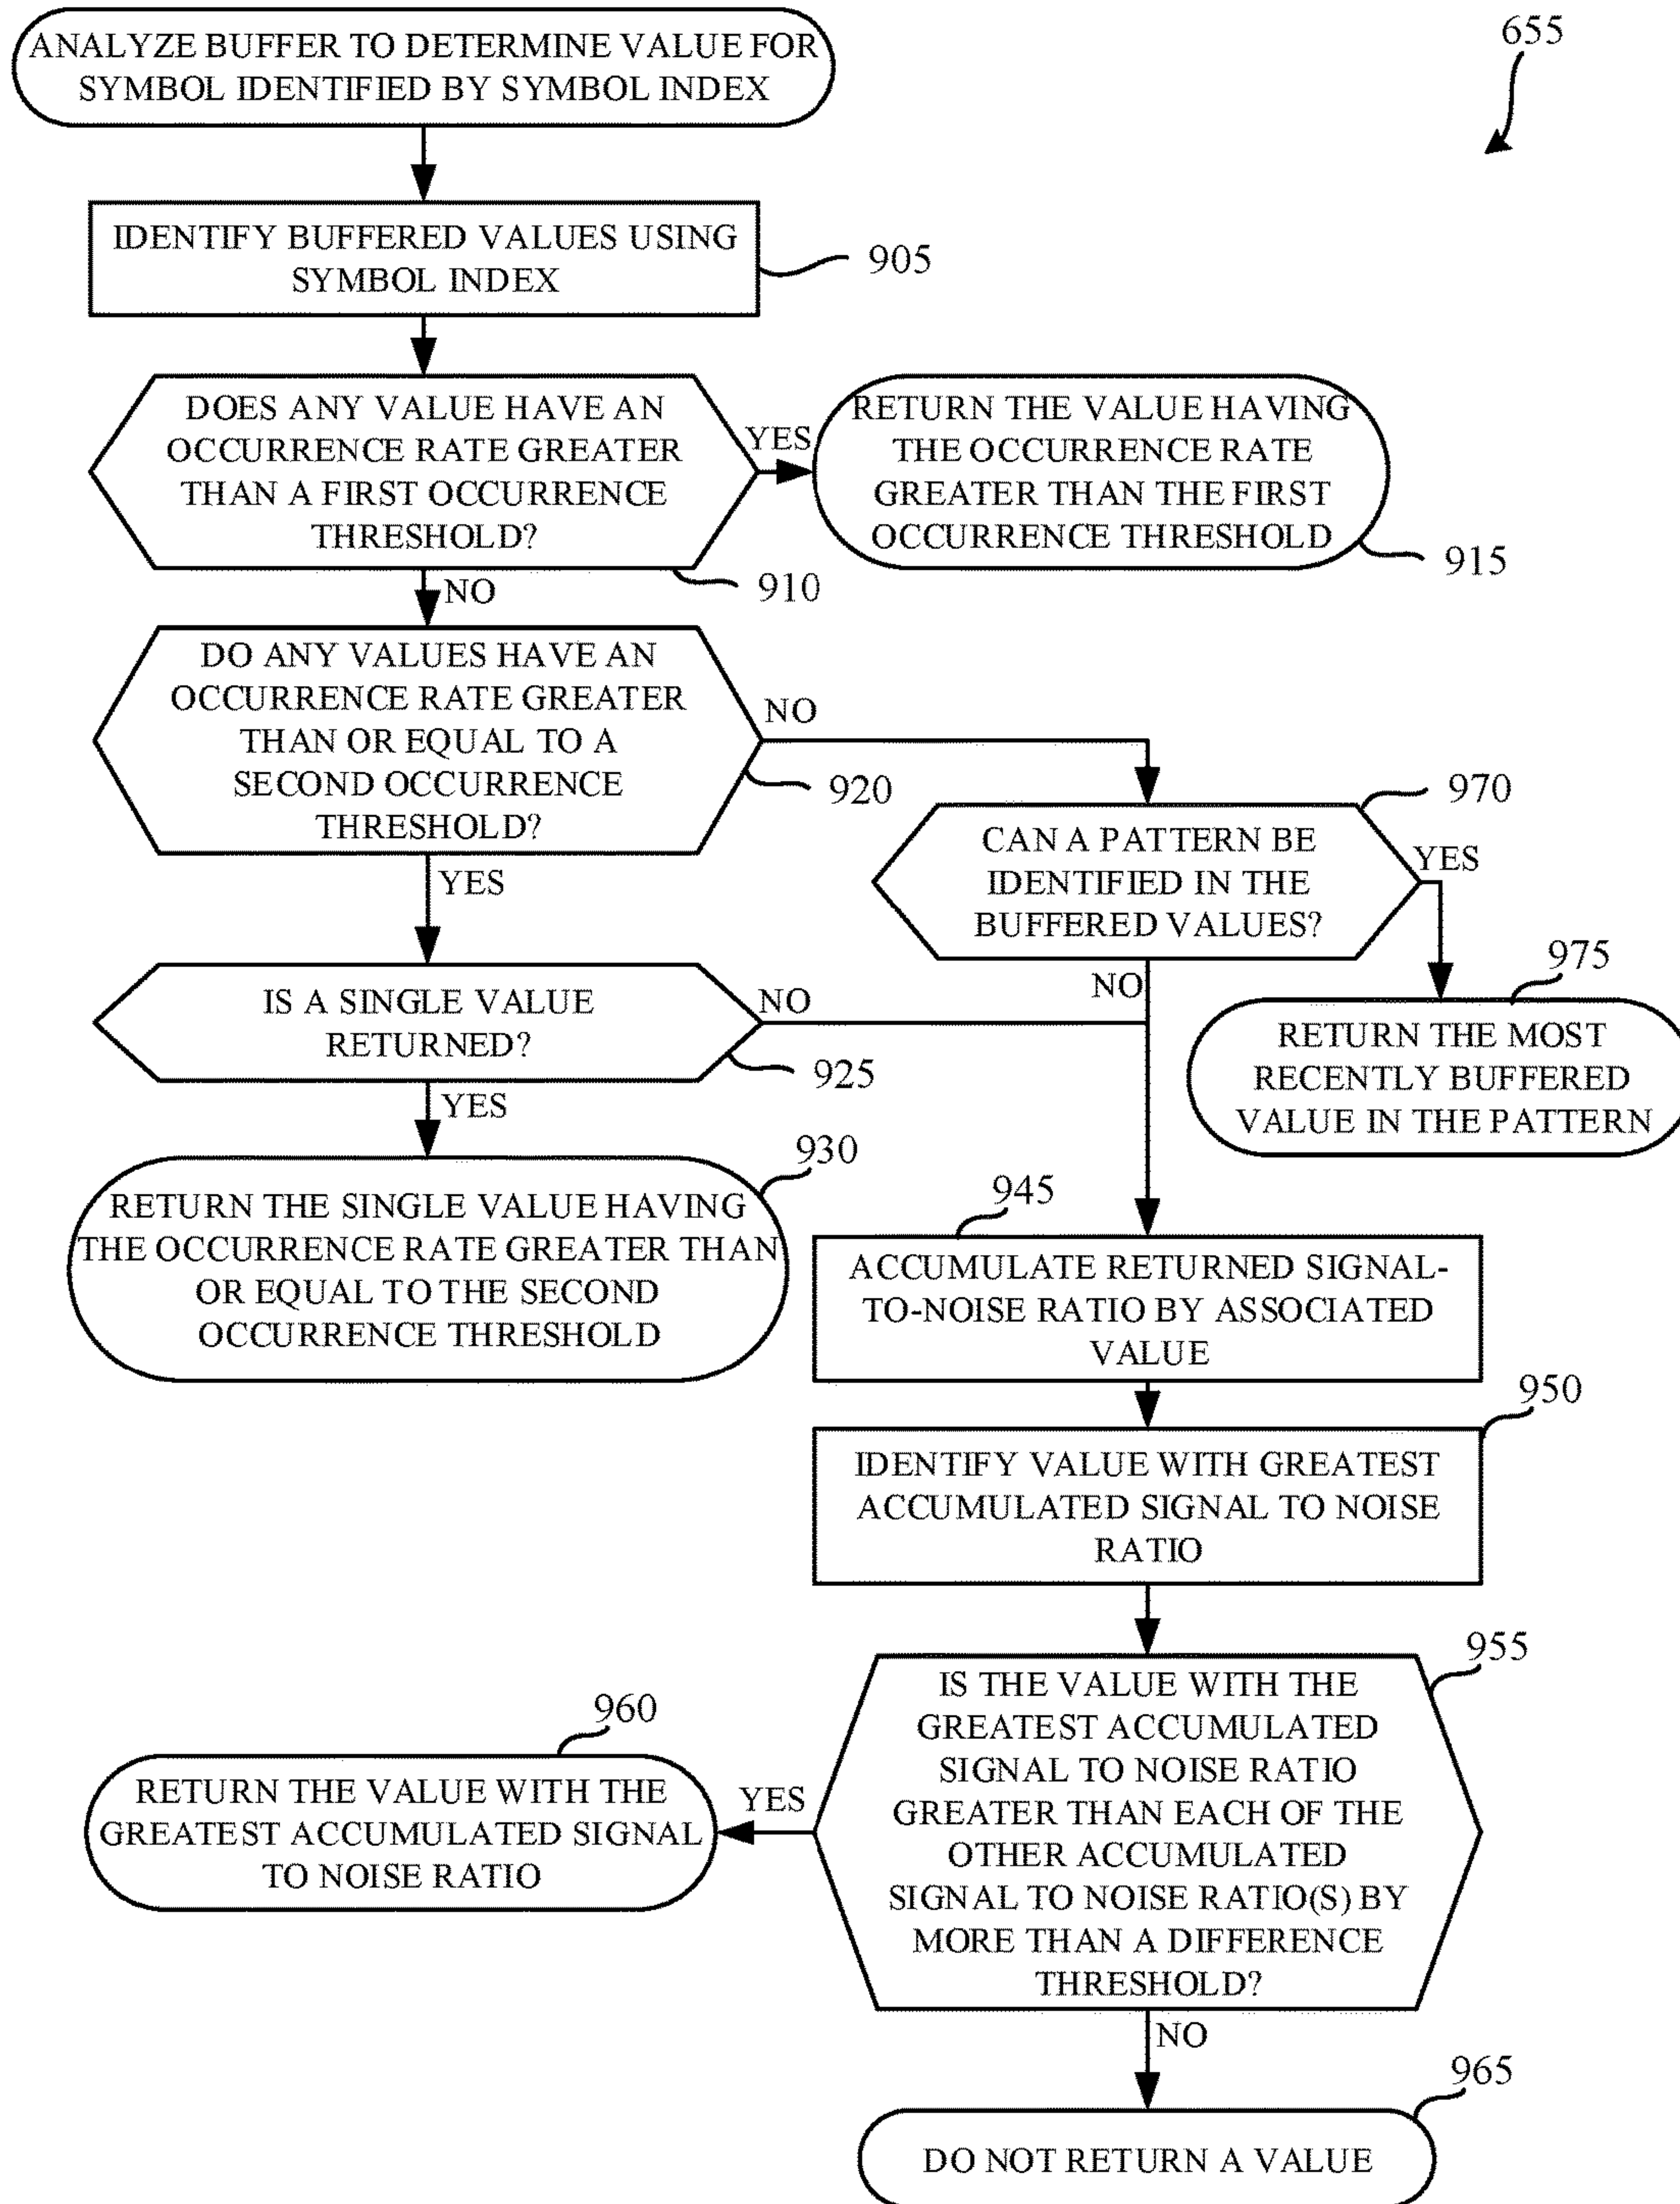 655
ANALYZE BUFFER TO DETERMINE VALUE FOR
SYMBOL IDENTIFIED BY SYMBOL INDEX
IDENTIFY BUFFERED VALUES USING
SYMBOL INDEX
905
DOES ANY VALUE HAVE AN
OCCURRENCE RATE GREATER
THAN A FIRST OCCURRENCE
THRESHOLD?
910
YES
RETURN THE VALUE HAVING
THE OCCURRENCE RATE
GREATER THAN THE FIRST
OCCURRENCE THRESHOLD
915
NO
DO ANY VALUES HAVE AN
OCCURRENCE RATE GREATER
THAN OR EQUAL TO A
SECOND OCCURRENCE
THRESHOLD?
920
NO
970
CAN A PATTERN BE
IDENTIFIED IN THE
BUFFERED VALUES?
YES
975
RETURN THE MOST
RECENTLY BUFFERED
VALUE IN THE PATTERN
NO
YES
IS A SINGLE VALUE
RETURNED?
925
NO
YES
930
RETURN THE SINGLE VALUE HAVING
THE OCCURRENCE RATE GREATER THAN
OR EQUAL TO THE SECOND
OCCURRENCE THRESHOLD
945
ACCUMULATE RETURNED SIGNAL-
TO-NOISE RATIO BY ASSOCIATED
VALUE
950
IDENTIFY VALUE WITH GREATEST
ACCUMULATED SIGNAL TO NOISE
RATIO
955
IS THE VALUE WITH THE
GREATEST ACCUMULATED
SIGNAL TO NOISE RATIO
GREATER THAN EACH OF THE
OTHER ACCUMULATED
SIGNAL TO NOISE RATIO(S) BY
MORE THAN A DIFFERENCE
THRESHOLD?
YES
960
RETURN THE VALUE WITH THE
GREATEST ACCUMULATED SIGNAL
TO NOISE RATIO
NO
965
DO NOT RETURN A VALUE